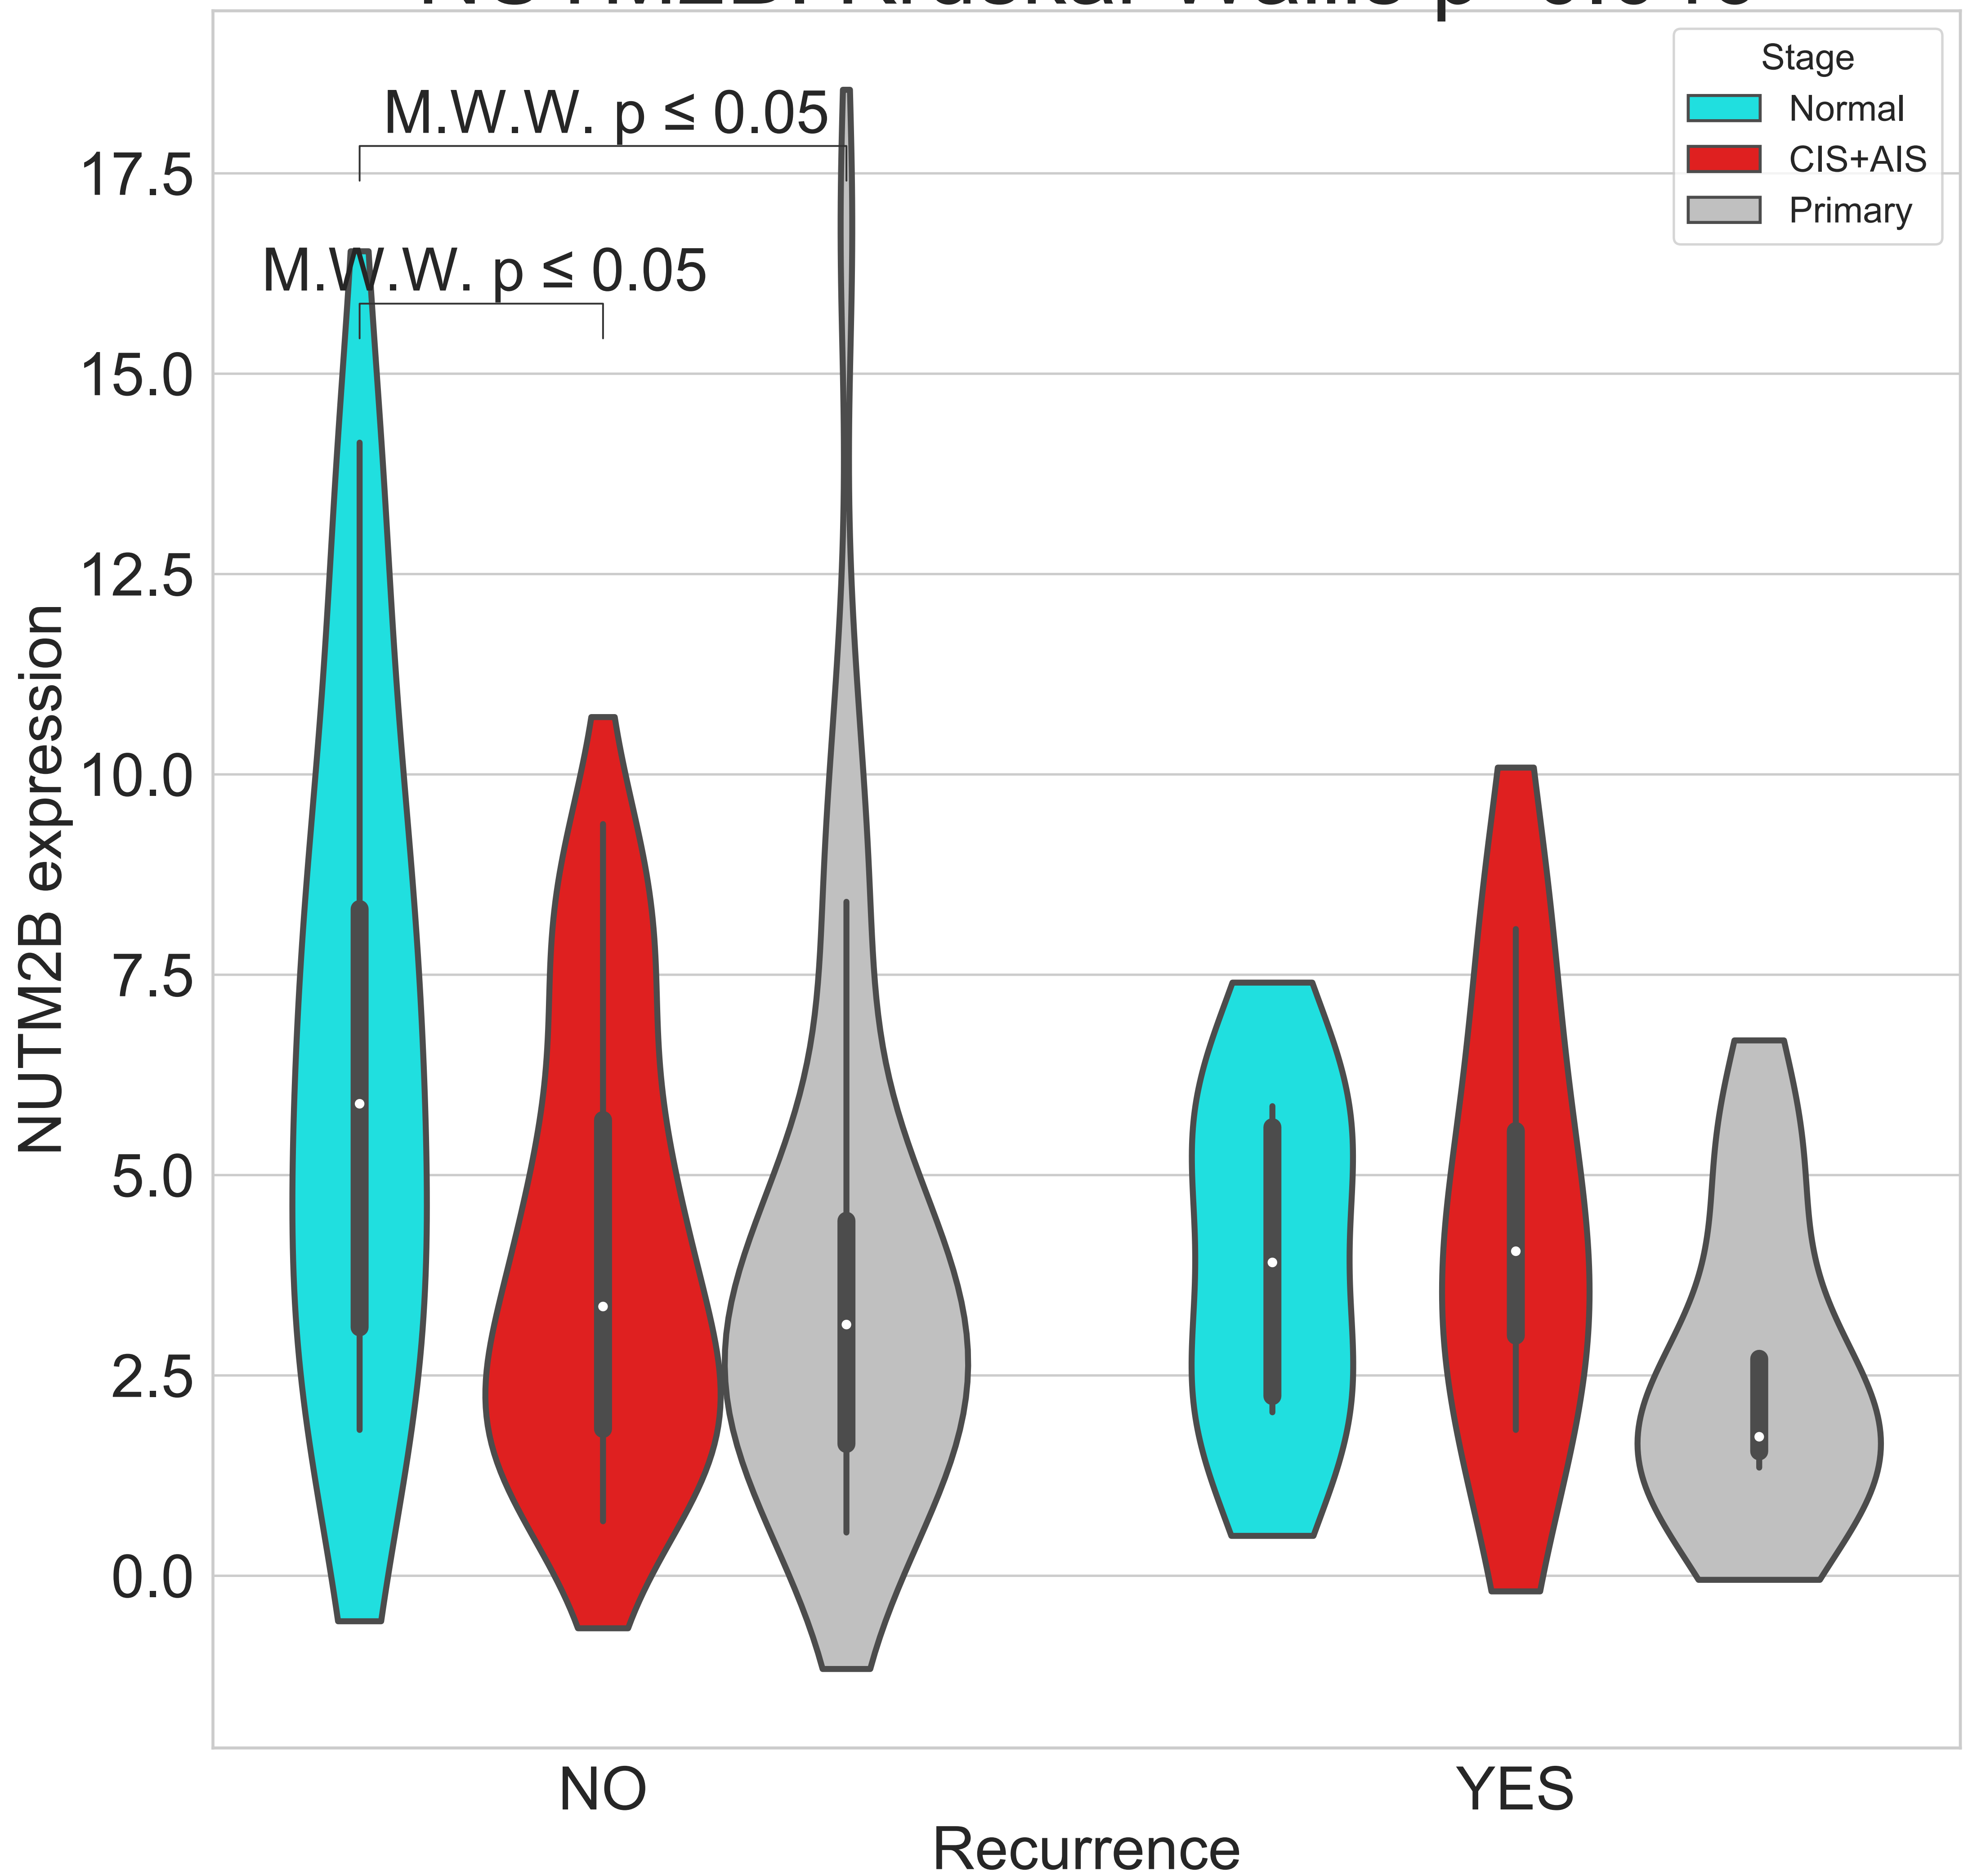 Stage
Normal
CIS+AIS
Primary
M.W.W. p ≤ 0.05
M.W.W. p ≤ 0.05
17.5
15.0
12.5
10.0
7.5
5.0
2.5
0.0
NUTM2B expression
NO
YES
Recurrence